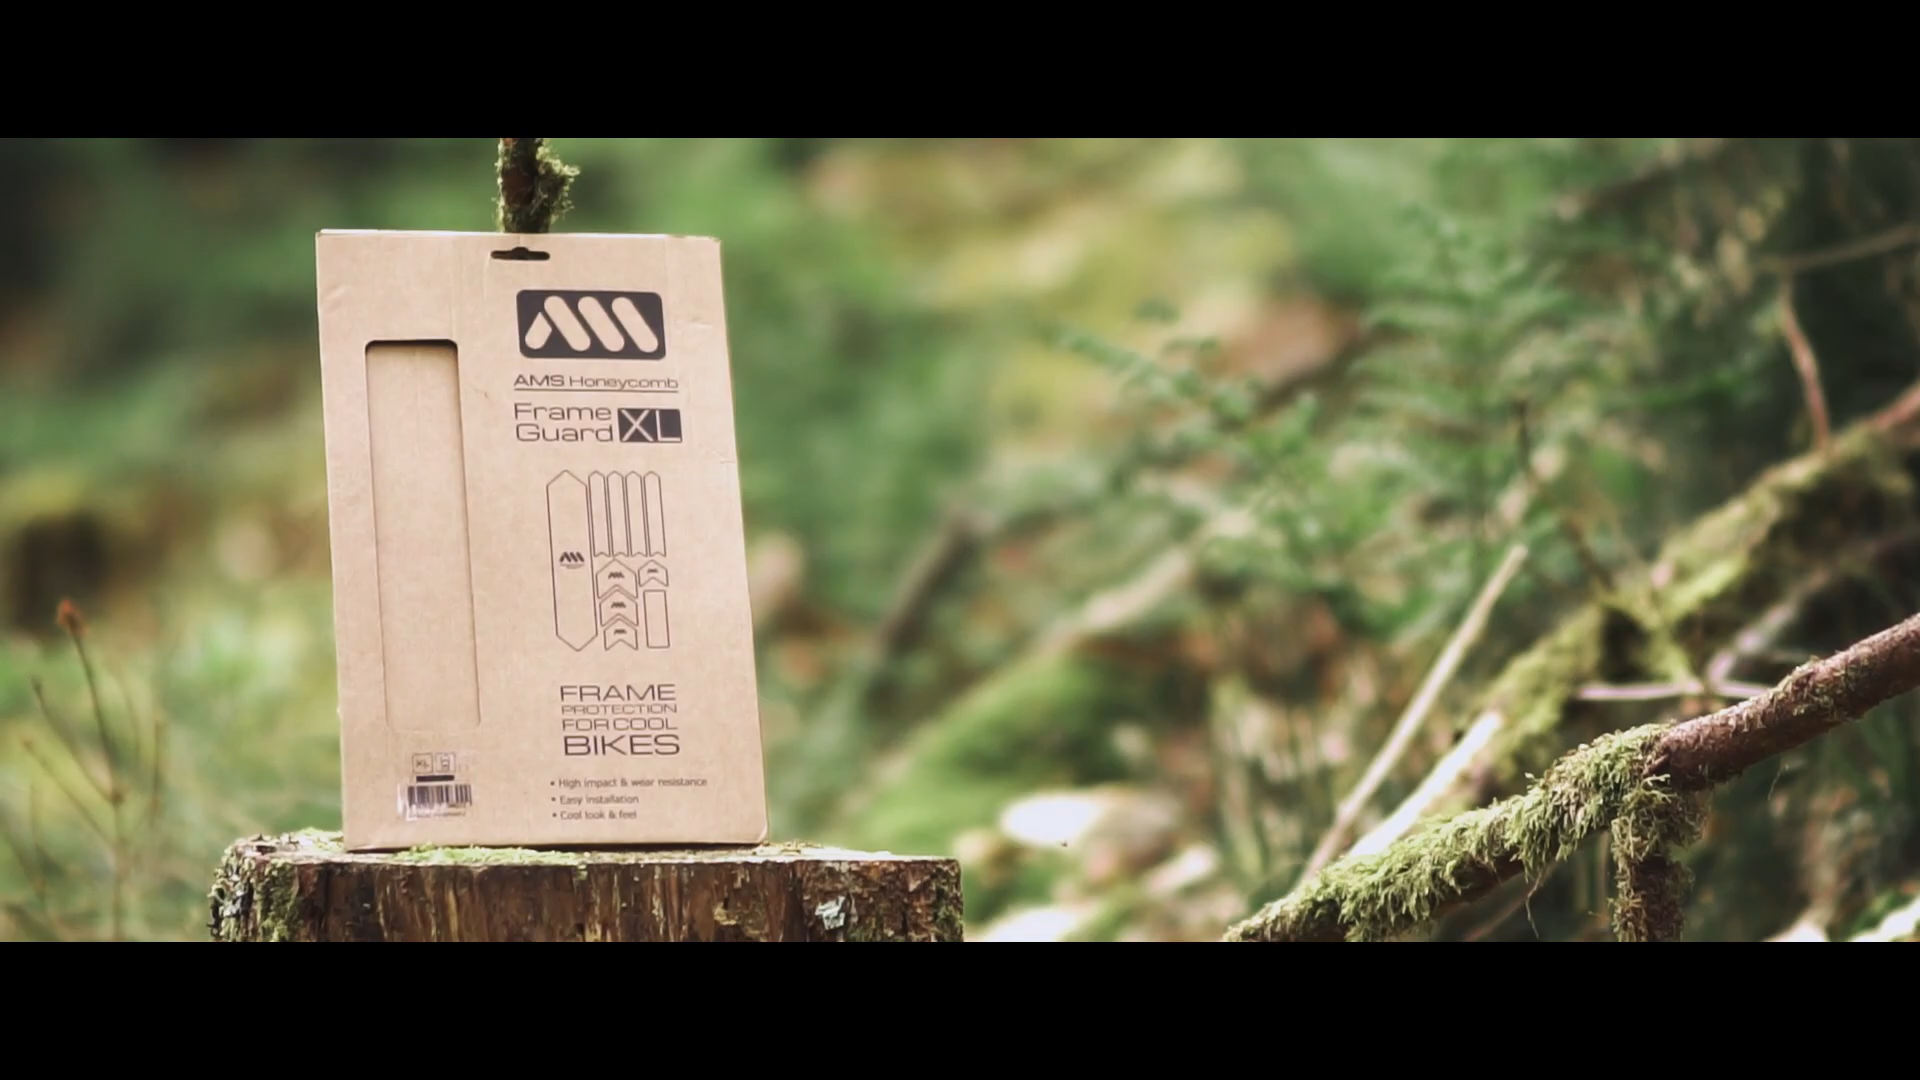 AMS Honeycomb
Frame
Guard XL
FRAME
PROTECTION
FOR COOL
BIKES
• High impact & wear resistance
• Easy installation
• Cool look & feel
XL